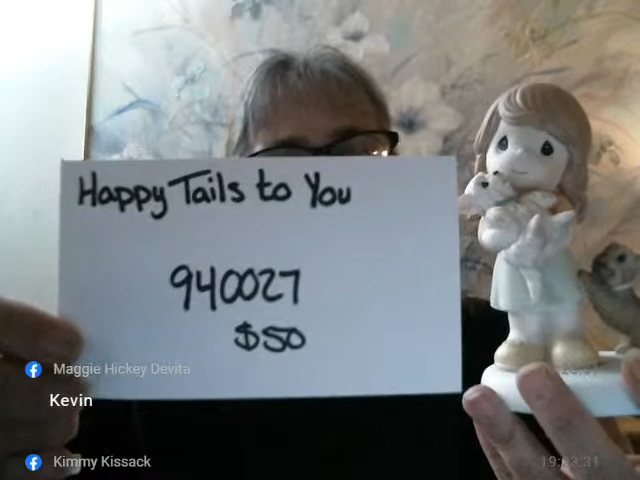 Happy Tails to You
940027
$50
Maggie Hickey Devita
Kevin
Kimmy Kissack